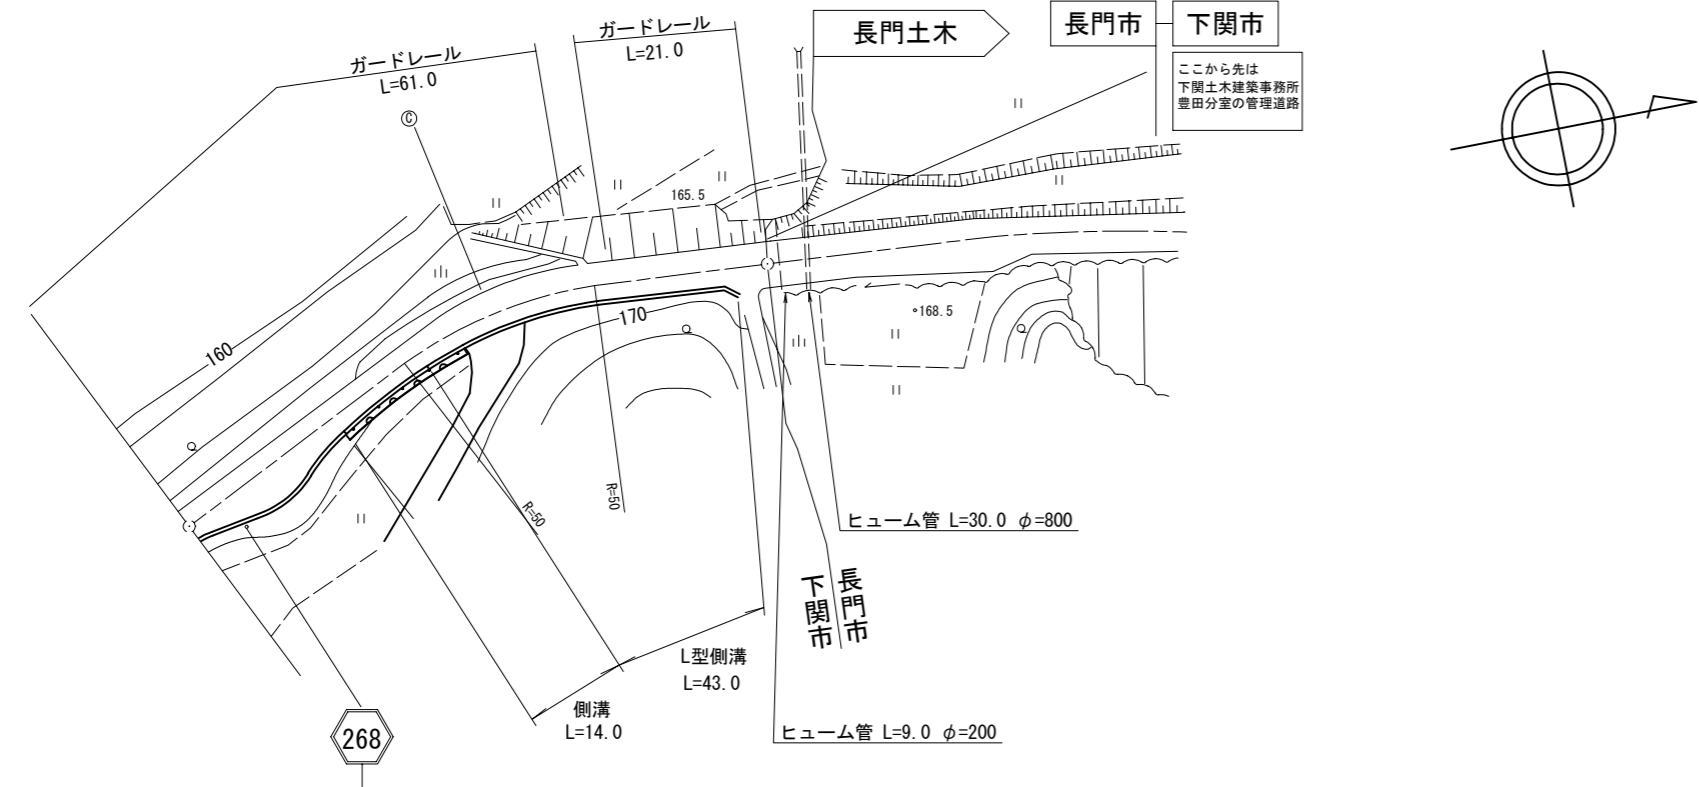 ガードレール
L=61.0
ガードレール
L=21.0
長門土木
長門市
下関市
ここから先は
下関土木建築事務所
豊田分室の管理道路
C
165.5
160
170
168.5
R=50
R=50
ヒューム管 L=30.0 φ=800
下関市
長門市
L型側溝
L=43.0
側溝
L=14.0
ヒューム管 L=9.0 φ=200
268